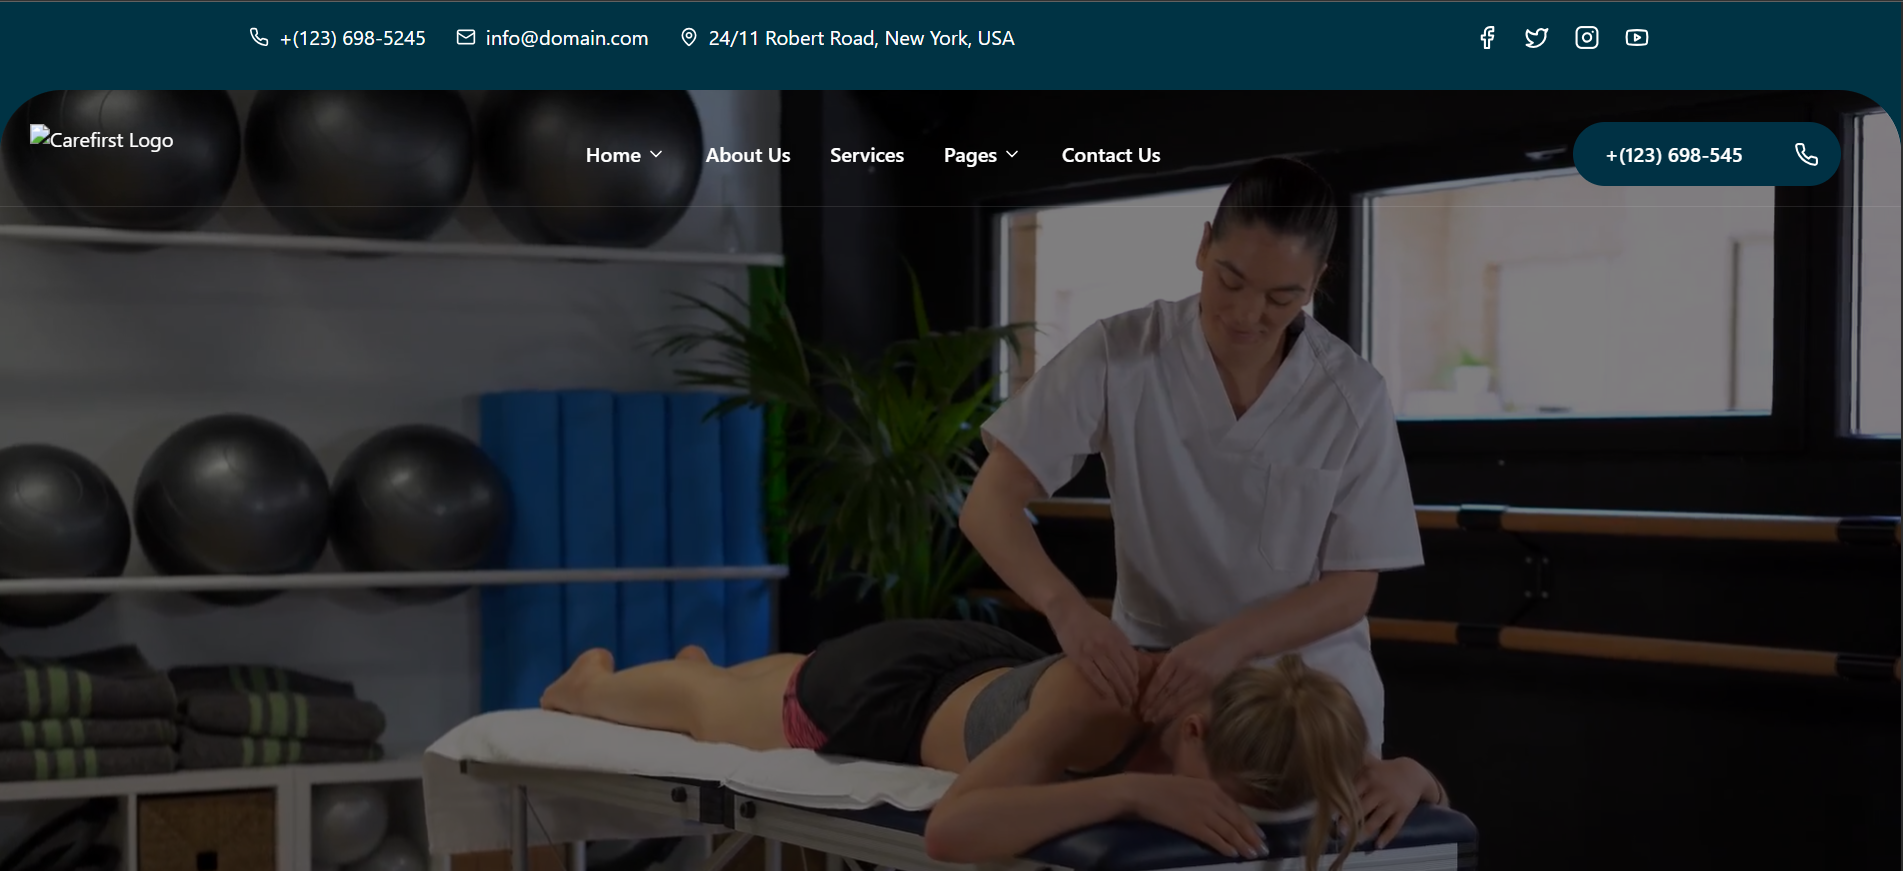 +(123) 698-5245 info@domain.com 24/11 Robert Road, New York, USA
Carefirst Logo Home About Us Services Pages Contact Us +(123) 698-545